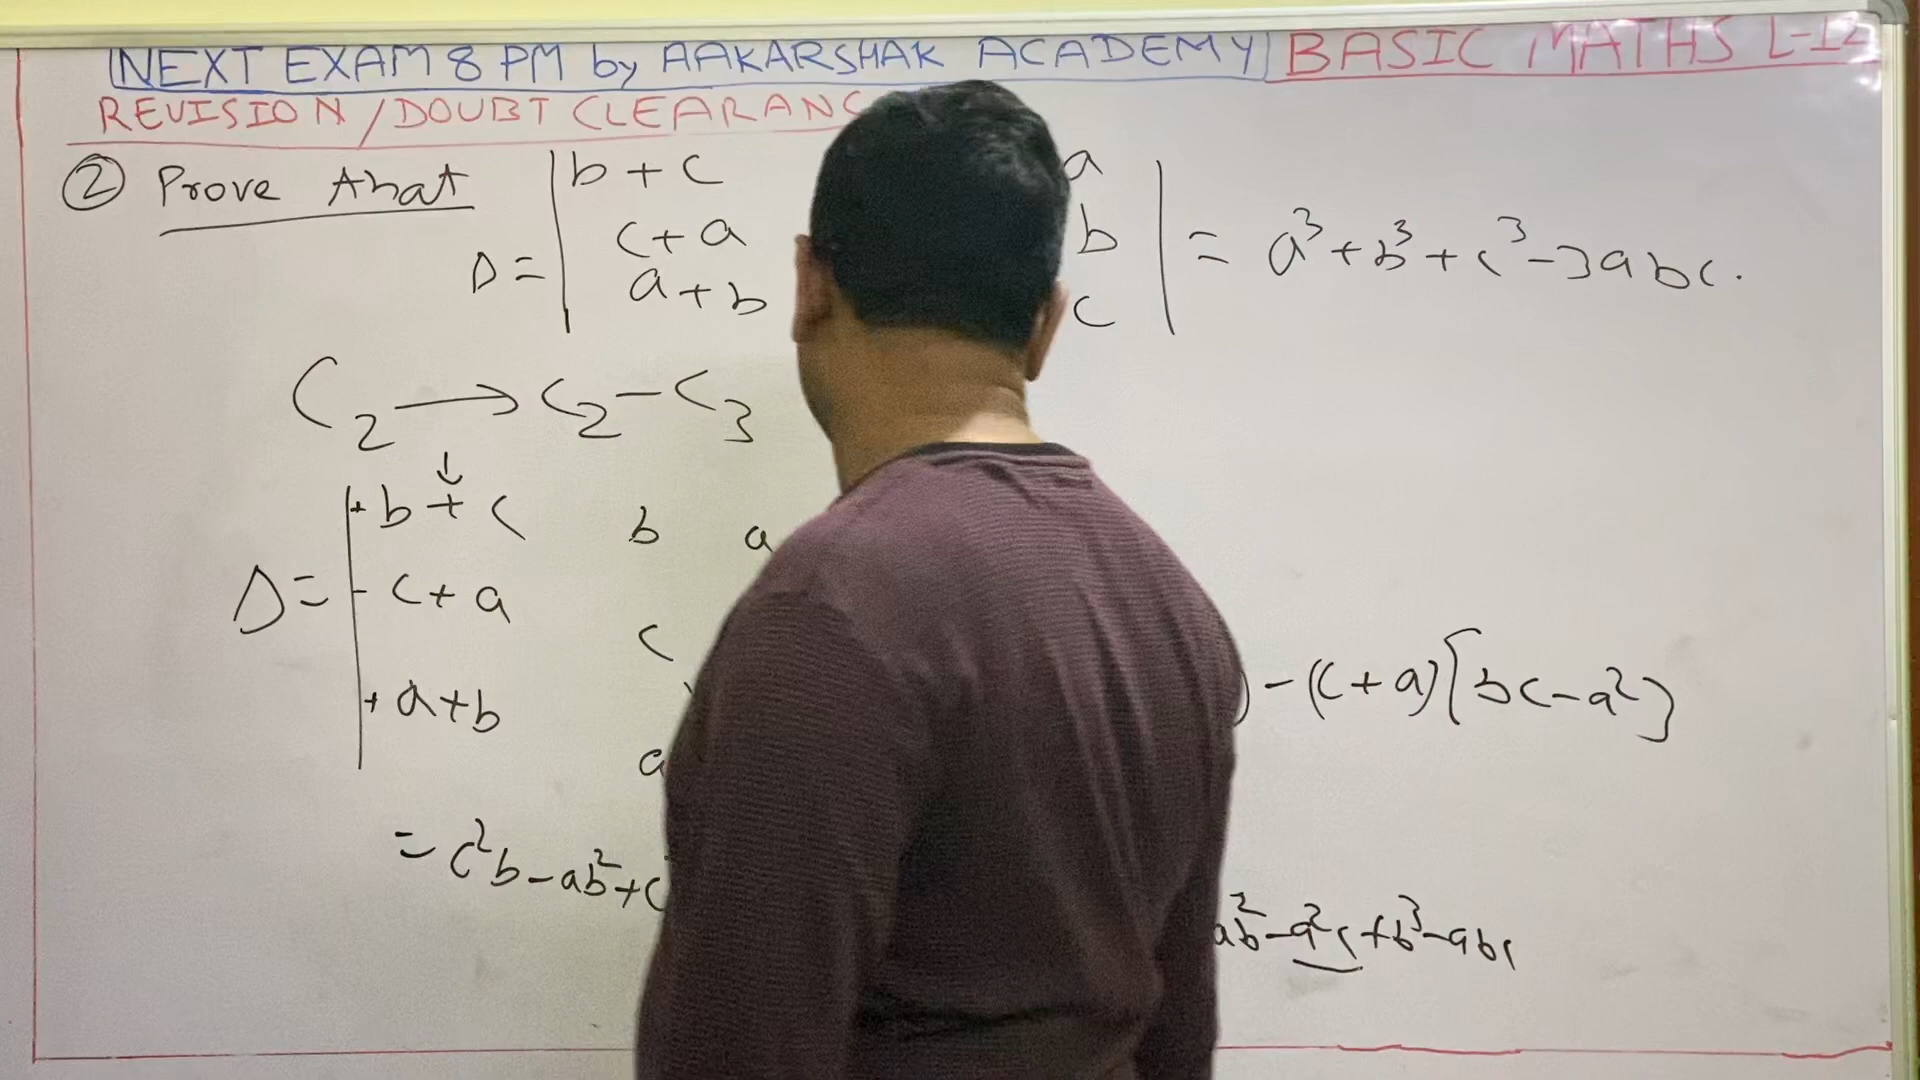 NEXT EXAM 8 PM by AAKARSHAK ACADEMY BASIC MATHS L-12
REVISION / DOUBT CLEARANC
② Prove that
Δ = | b + c a |
c + a b
a + b c
= a³ + b³ + c³ - 3abc.
C₂ → C₂ - C₃
↓
Δ = | + b + c b a
- c + a c
+ a + b a
) - (c + a) [bc - a²]
= c²b - ab² + c
ab² - a²c + b³ - abc